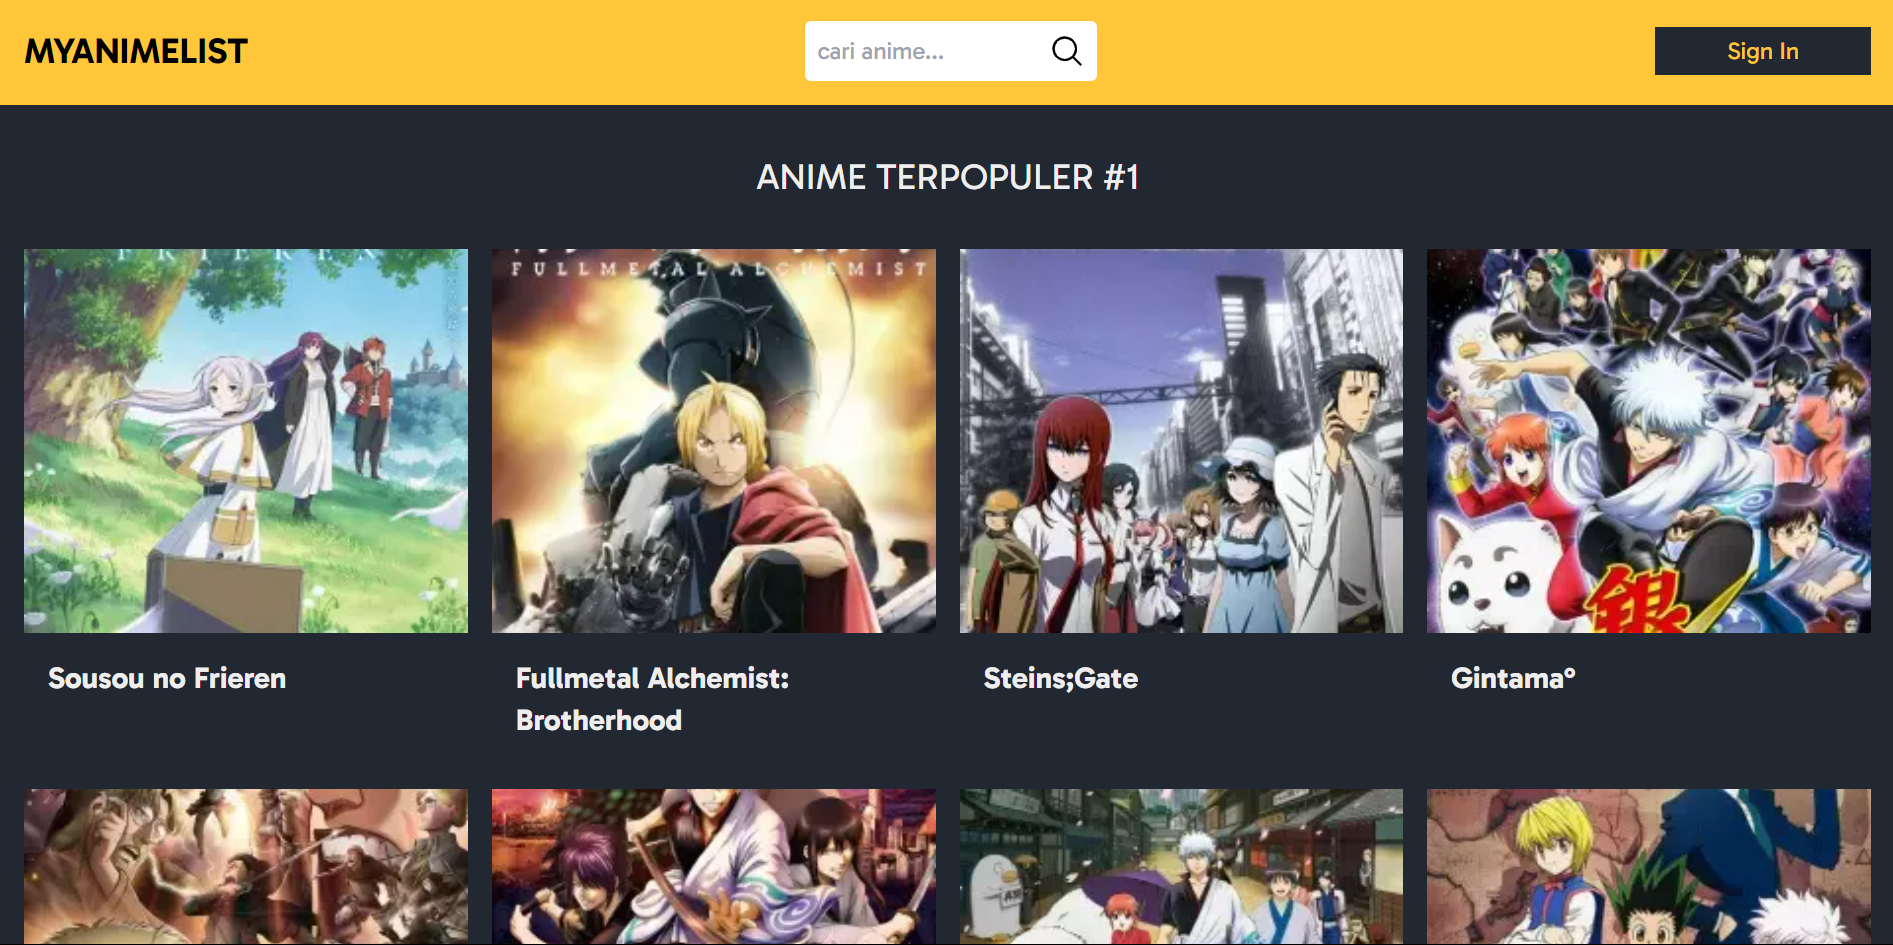 MYANIMELIST
cari anime...
Sign In
ANIME TERPOPULER #1
FRIEREN
FULLMETAL ALCHEMIST
銀
Sousou no Frieren
Fullmetal Alchemist:
Brotherhood
Steins;Gate
Gintama°